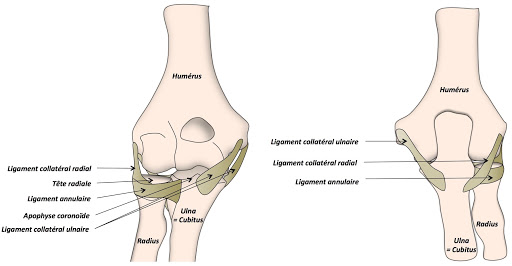 Humérus
Ligament collatéral radial
Tête radiale
Ligament annulaire
Apophyse coronoïde
Ligament collatéral ulnaire
Radius
Ulna
= Cubitus
Humérus
Ligament collatéral ulnaire
Ligament collatéral radial
Ligament annulaire
Ulna
= Cubitus
Radius